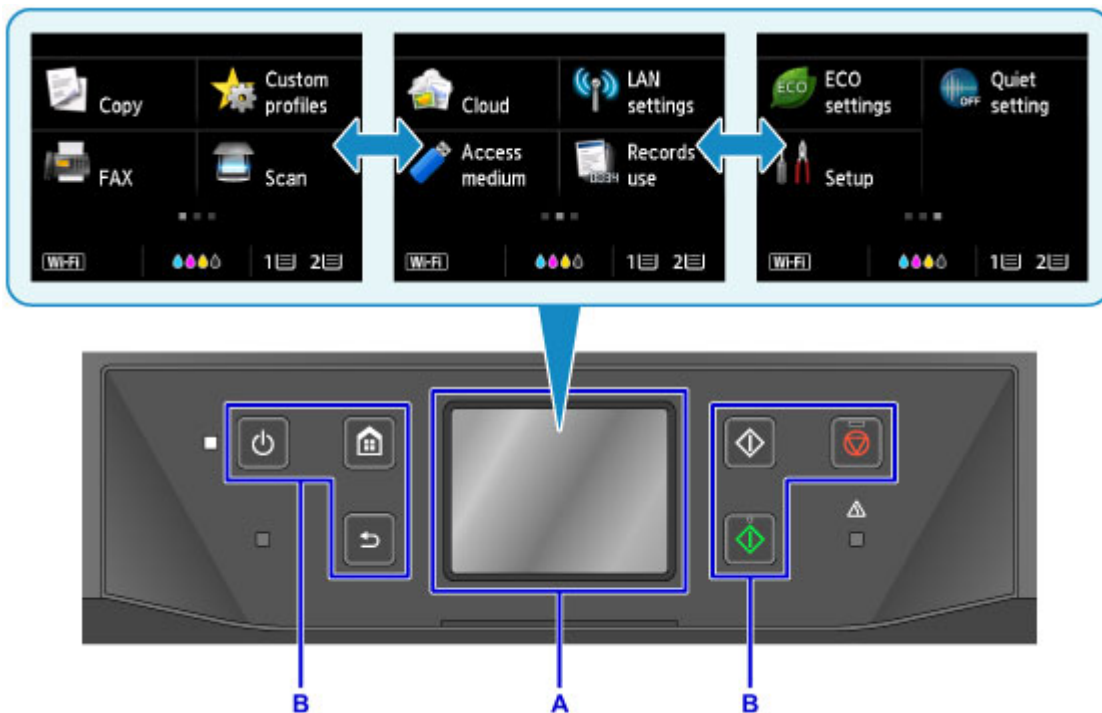 Copy
Custom
profiles
FAX
Scan
Wi-Fi
1 2
Cloud
LAN
settings
Access
medium
Records
use
Wi-Fi
1 2
ECO
ECO
settings
OFF
Quiet
setting
Setup
Wi-Fi
1 2
B
A
B